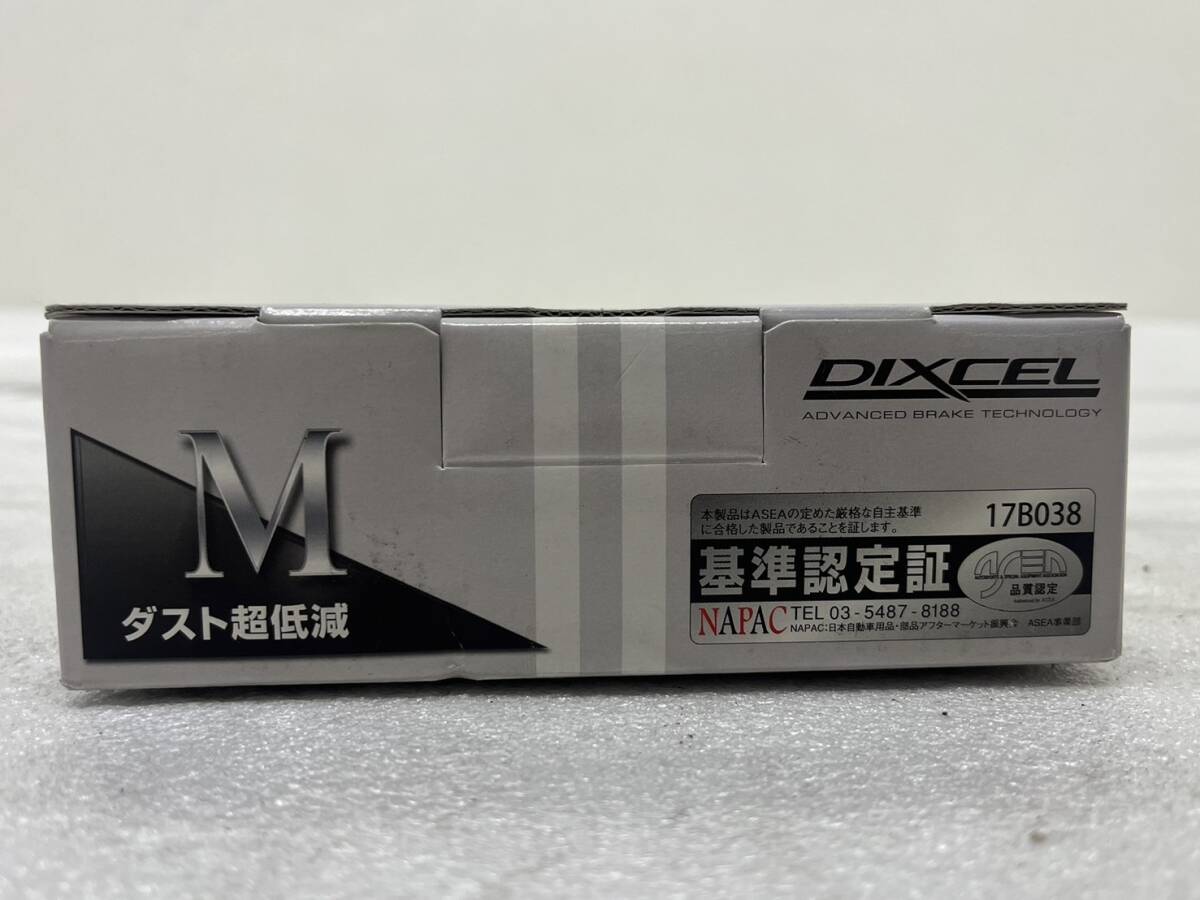 DIXCEL
ADVANCED BRAKE TECHNOLOGY
M
ダスト超低減
本製品はASEAの定めた厳格な自主基準
に合格した製品であることを証します。
17B038
基準認定証
ASEA
品質認定
NAPAC TEL 03-5487-8188
NAPAC:日本自動車用品・部品アフターマーケット振興会 ASEA事業部